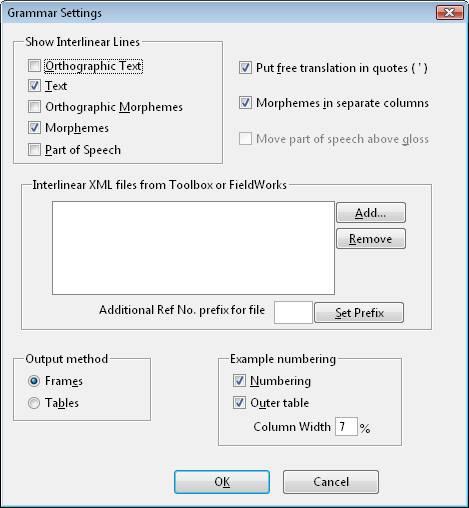 Grammar Settings
Show Interlinear Lines
Orthographic Text
Text
Orthographic Morphemes
Morphemes
Part of Speech
Put free translation in quotes ( ' )
Morphemes in separate columns
Move part of speech above gloss
Interlinear XML files from Toolbox or FieldWorks
Add...
Remove
Additional Ref No. prefix for file
Set Prefix
Output method
Frames
Tables
Example numbering
Numbering
Outer table
Column Width 7 %
OK
Cancel